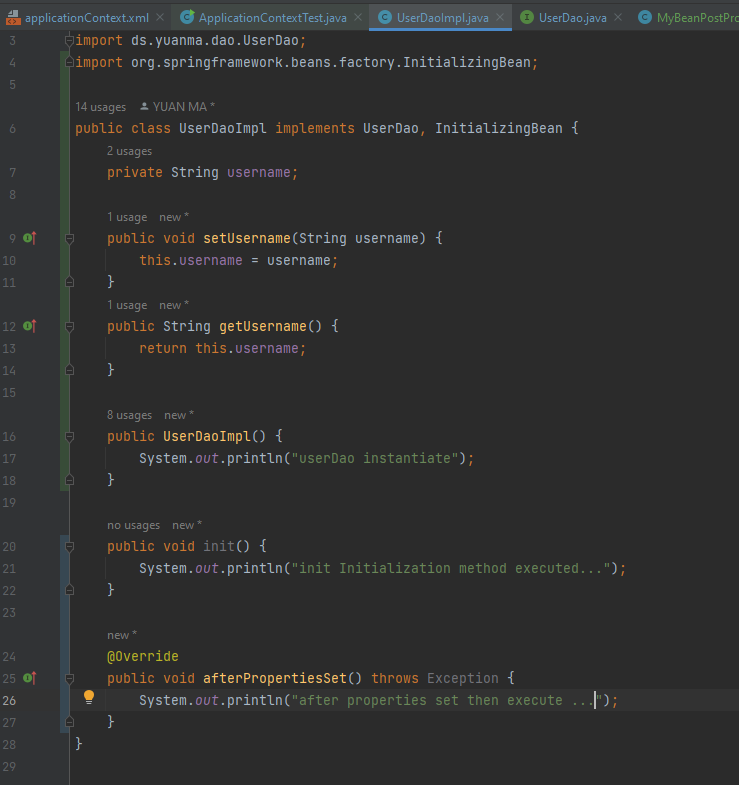 applicationContext.xml × ApplicationContextTest.java × UserDaoImpl.java × UserDao.java × MyBeanPostPro
3 import ds.yuanma.dao.UserDao;
4 import org.springframework.beans.factory.InitializingBean;
5
14 usages YUAN MA *
6 public class UserDaoImpl implements UserDao, InitializingBean {
2 usages
7 private String username;
8
1 usage new *
9 public void setUsername(String username) {
10 this.username = username;
11 }
1 usage new *
12 public String getUsername() {
13 return this.username;
14 }
15
8 usages new *
16 public UserDaoImpl() {
17 System.out.println("userDao instantiate");
18 }
19
no usages new *
20 public void init() {
21 System.out.println("init Initialization method executed...");
22 }
23
new *
24 @Override
25 public void afterPropertiesSet() throws Exception {
26 System.out.println("after properties set then execute ...");
27 }
28 }
29